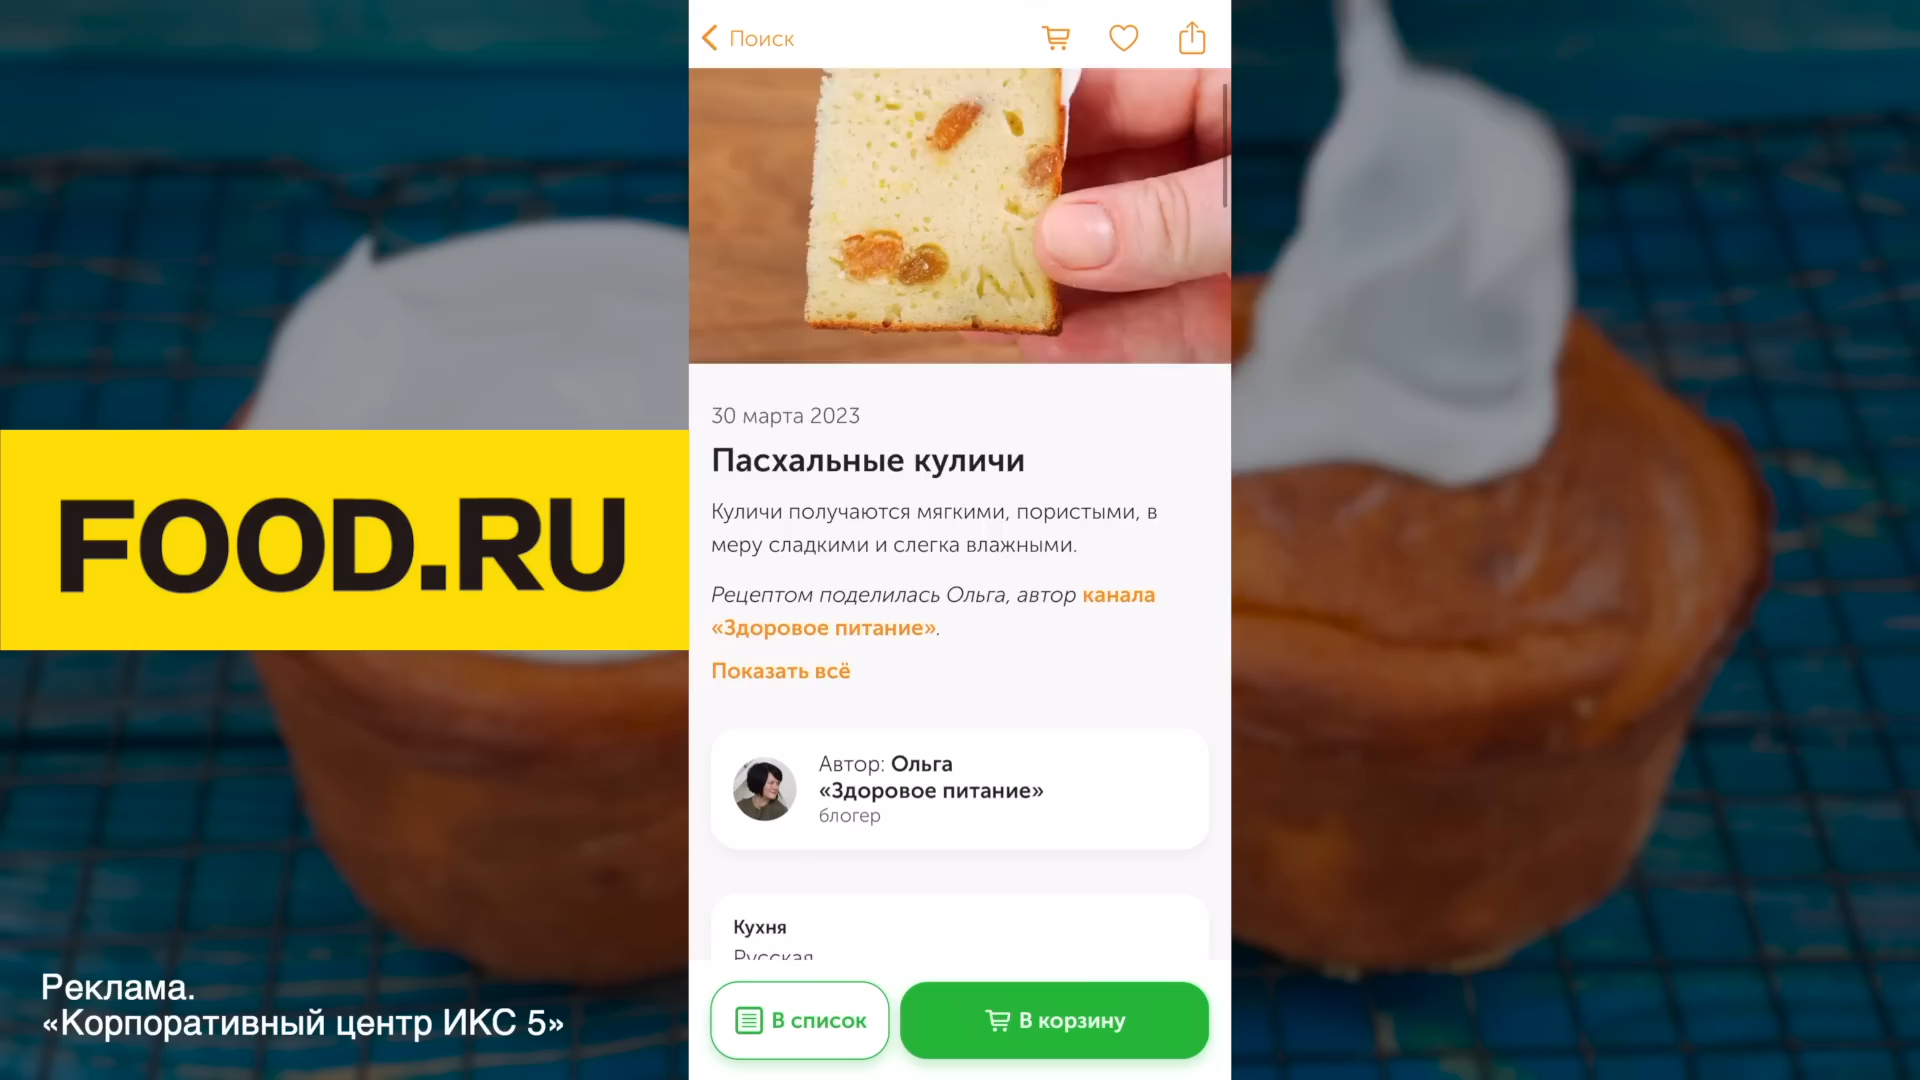 Поиск
30 марта 2023
Пасхальные куличи
Куличи получаются мягкими, пористыми, в
меру сладкими и слегка влажными.
Рецептом поделилась Ольга, автор канала
«Здоровое питание».
Показать всё
Автор: Ольга
«Здоровое питание»
блогер
Кухня
Русская
В список
В корзину
FOOD.RU
Реклама.
«Корпоративный центр ИКС 5»